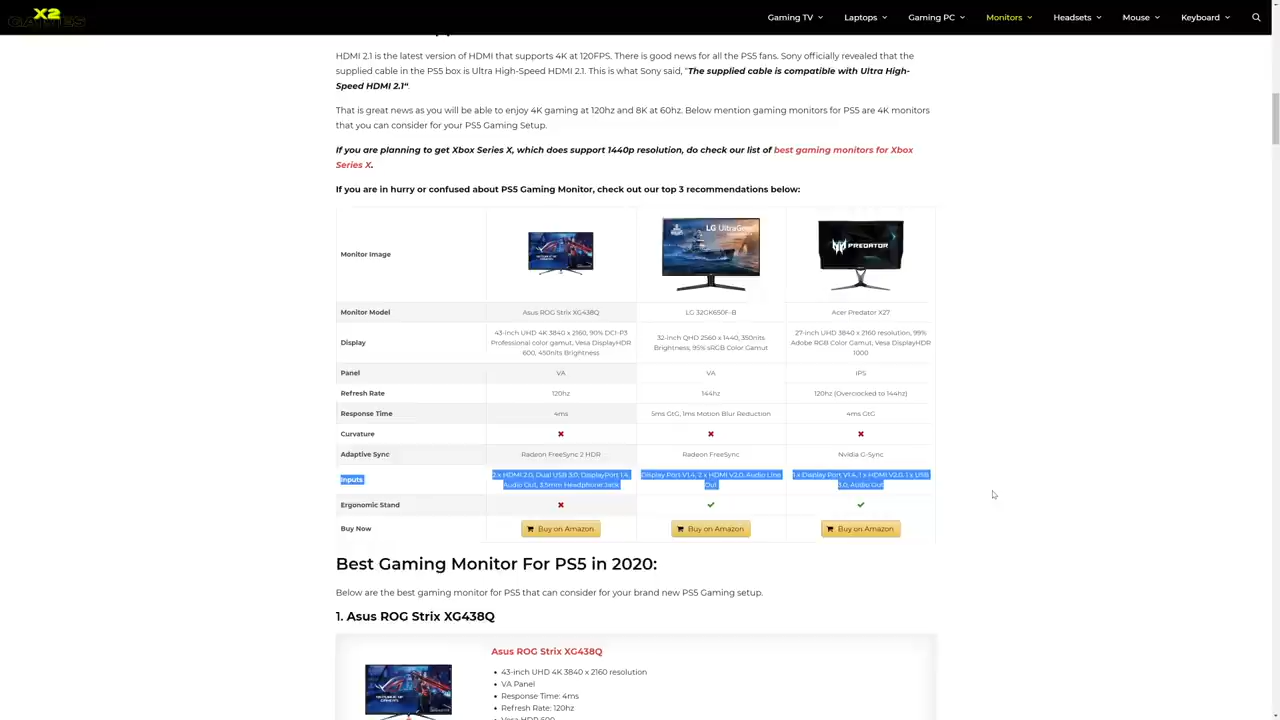 X2
GAMES
Gaming TV
Laptops
Gaming PC
Monitors
Headsets
Mouse
Keyboard
HDMI 2.1 is the latest version of HDMI that supports 4K at 120FPS. There is good news for all the PS5 fans. Sony officially revealed that the
supplied cable in the PS5 box is Ultra High-Speed HDMI 2.1. This is what Sony said, "The supplied cable is compatible with Ultra High-
Speed HDMI 2.1".
That is great news as you will be able to enjoy 4K gaming at 120hz and 8K at 60hz. Below mention gaming monitors for PS5 are 4K monitors
that you can consider for your PS5 Gaming Setup.
If you are planning to get Xbox Series X, which does support 1440p resolution, do check our list of best gaming monitors for Xbox
Series X.
If you are in hurry or confused about PS5 Gaming Monitor, check out our top 3 recommendations below:
Monitor Image
LG UltraGear
PREDATOR
Monitor Model
Asus ROG Strix XG438Q
LG 32GK650F-B
Acer Predator X27
Display
43-inch UHD 4K 3840 x 2160, 90% DCI-P3
Professional color gamut, Vesa DisplayHDR
600, 450nits Brightness
32-inch QHD 2560 x 1440, 350nits
Brightness, 95% sRGB Color Gamut
27-inch UHD 3840 x 2160 resolution, 99%
Adobe RGB Color Gamut, Vesa DisplayHDR
1000
Panel
VA
VA
IPS
Refresh Rate
120hz
144hz
120hz (Overclocked to 144hz)
Response Time
4ms
5ms GtG, 1ms Motion Blur Reduction
4ms GtG
Curvature
Adaptive Sync
Radeon FreeSync 2 HDR
Radeon FreeSync
Nvidia G-Sync
Inputs
2 x HDMI 2.0, Dual USB 3.0, DisplayPort 1.4,
Audio Out, 3.5mm Headphone Jack
Display Port V1.4, 2 x HDMI V2.0, Audio Line
Out
1 x Display Port V1.4, 1 x HDMI V2.0, 1 x USB
3.0, Audio Out
Ergonomic Stand
Buy Now
Buy on Amazon
Buy on Amazon
Buy on Amazon
Best Gaming Monitor For PS5 in 2020:
Below are the best gaming monitor for PS5 that can consider for your brand new PS5 Gaming setup.
1. Asus ROG Strix XG438Q
Asus ROG Strix XG438Q
• 43-inch UHD 4K 3840 x 2160 resolution
• VA Panel
• Response Time: 4ms
• Refresh Rate: 120hz